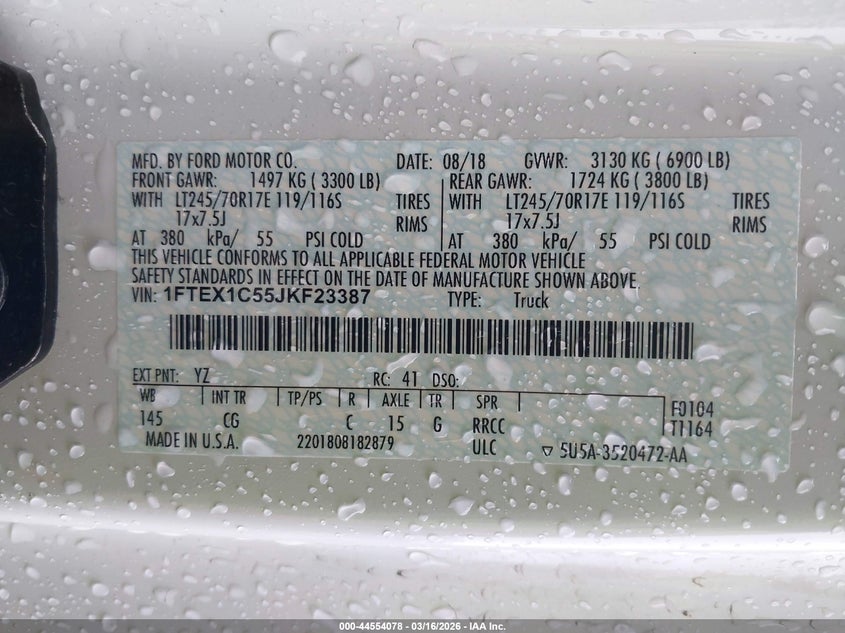 MFD. BY FORD MOTOR CO. DATE: 08/18 GVWR: 3130 KG ( 6900 LB)
FRONT GAWR: 1497 KG ( 3300 LB) REAR GAWR: 1724 KG ( 3800 LB)
WITH LT245/70R17E 119/116S TIRES WITH LT245/70R17E 119/116S TIRES
17x7.5J RIMS 17x7.5J RIMS
AT 380 kPa/ 55 PSI COLD AT 380 kPa/ 55 PSI COLD
THIS VEHICLE CONFORMS TO ALL APPLICABLE FEDERAL MOTOR VEHICLE
SAFETY STANDARDS IN EFFECT ON THE DATE OF MANUFACTURE SHOWN ABOVE.
VIN: 1FTEX1C55JKF23387 TYPE: Truck
EXT PNT: YZ RC: 41 DSO:
WB INT TR TP/PS R AXLE TR SPR F0104
145 CG C 15 G RRCC T1164
MADE IN U.S.A. 2201808182879 ULC ▽ 5U5A-3520472-AA
000-44554078 - 03/16/2026 - IAA Inc.